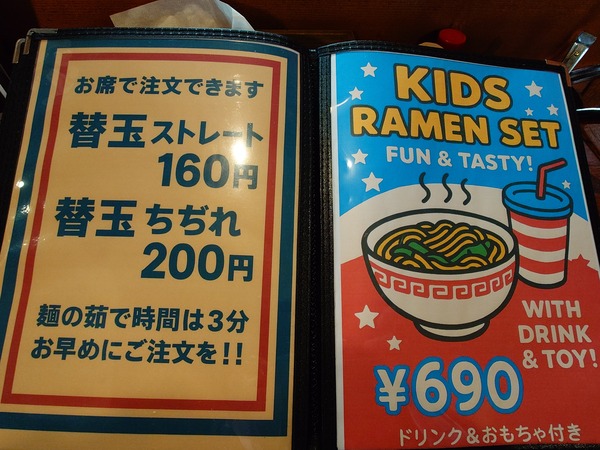 お席で注文できます
替玉ストレート
160円
替玉ちぢれ
200円
麺の茹で時間は3分
お早めにご注文を!!
KIDS
RAMEN SET
FUN & TASTY!
WITH
DRINK
& TOY!
¥690
ドリンク&おもちゃ付き